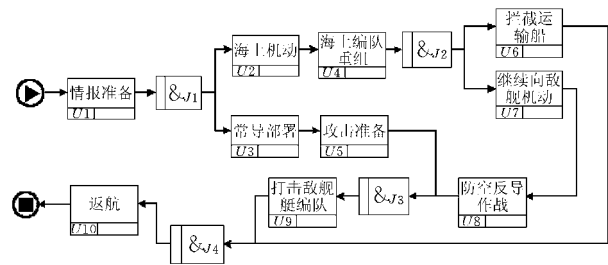 情报准备
U1
&J1
海上机动
U2
海上编队
重组
U4
&J2
拦截运
输船
U6
继续向敌
舰机动
U7
常导部署
U3
攻击准备
U5
返航
U10
&J4
打击敌舰
艇编队
U9
&J3
防空反导
作战
U8